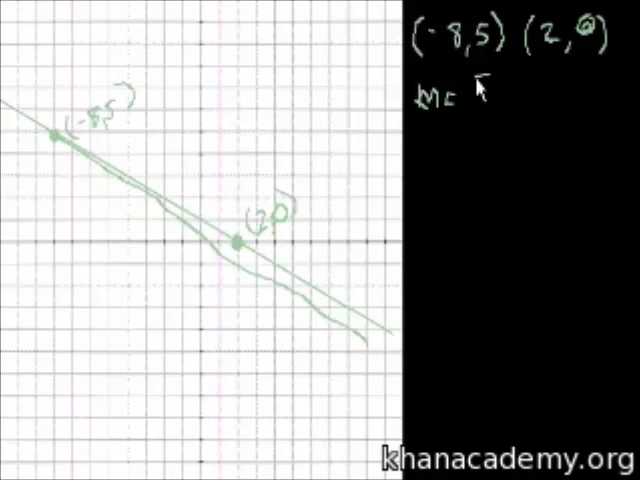 (-8,5) (2,0)
m=
(-8,5)
(2,0)
khanacademy.org